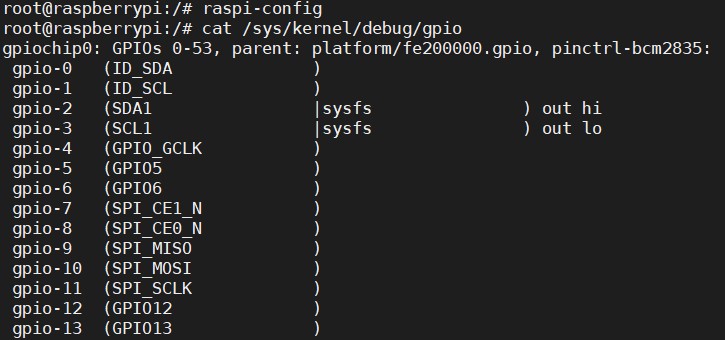 root@raspberrypi:/# raspi-config
root@raspberrypi:/# cat /sys/kernel/debug/gpio
gpiochip0: GPIOs 0-53, parent: platform/fe200000.gpio, pinctrl-bcm2835:
 gpio-0   (ID_SDA              )
 gpio-1   (ID_SCL              )
 gpio-2   (SDA1                |sysfs               ) out hi
 gpio-3   (SCL1                |sysfs               ) out lo
 gpio-4   (GPIO_GCLK           )
 gpio-5   (GPIO5               )
 gpio-6   (GPIO6               )
 gpio-7   (SPI_CE1_N           )
 gpio-8   (SPI_CE0_N           )
 gpio-9   (SPI_MISO            )
 gpio-10  (SPI_MOSI            )
 gpio-11  (SPI_SCLK            )
 gpio-12  (GPIO12              )
 gpio-13  (GPIO13              )